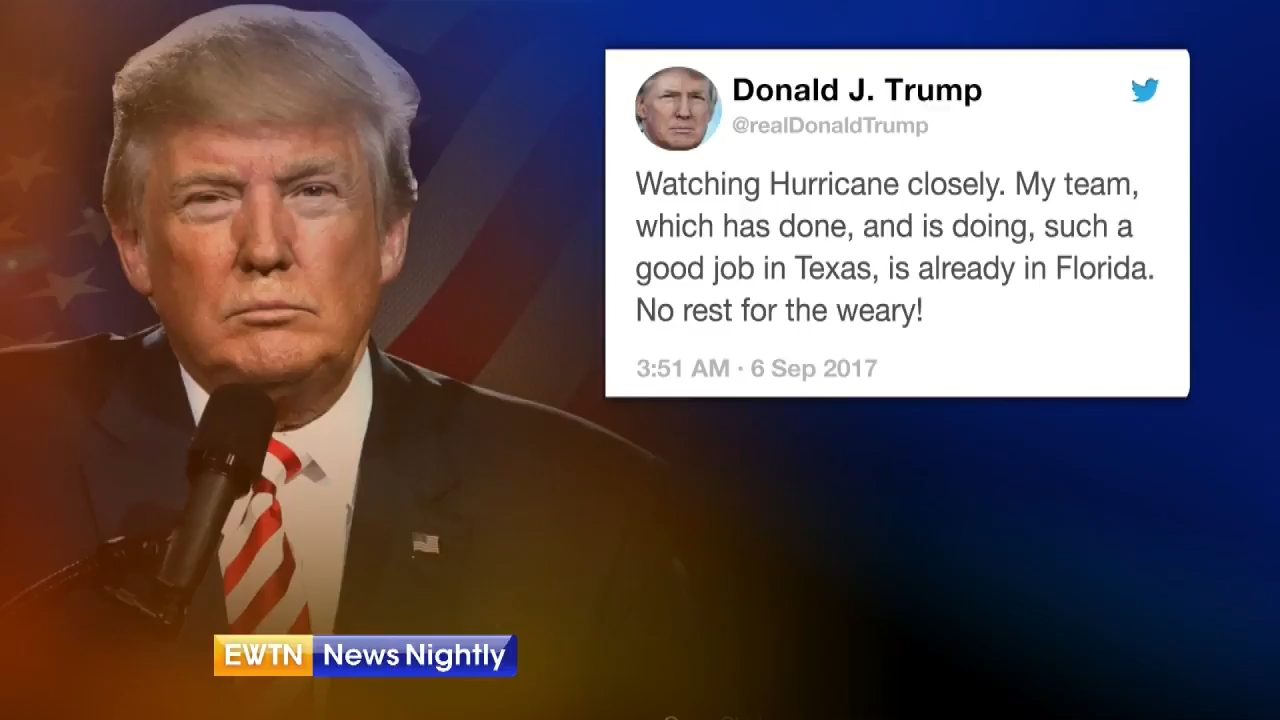 Donald J. Trump
@realDonaldTrump
Watching Hurricane closely. My team,
which has done, and is doing, such a
good job in Texas, is already in Florida.
No rest for the weary!
3:51 AM · 6 Sep 2017
EWTN News Nightly